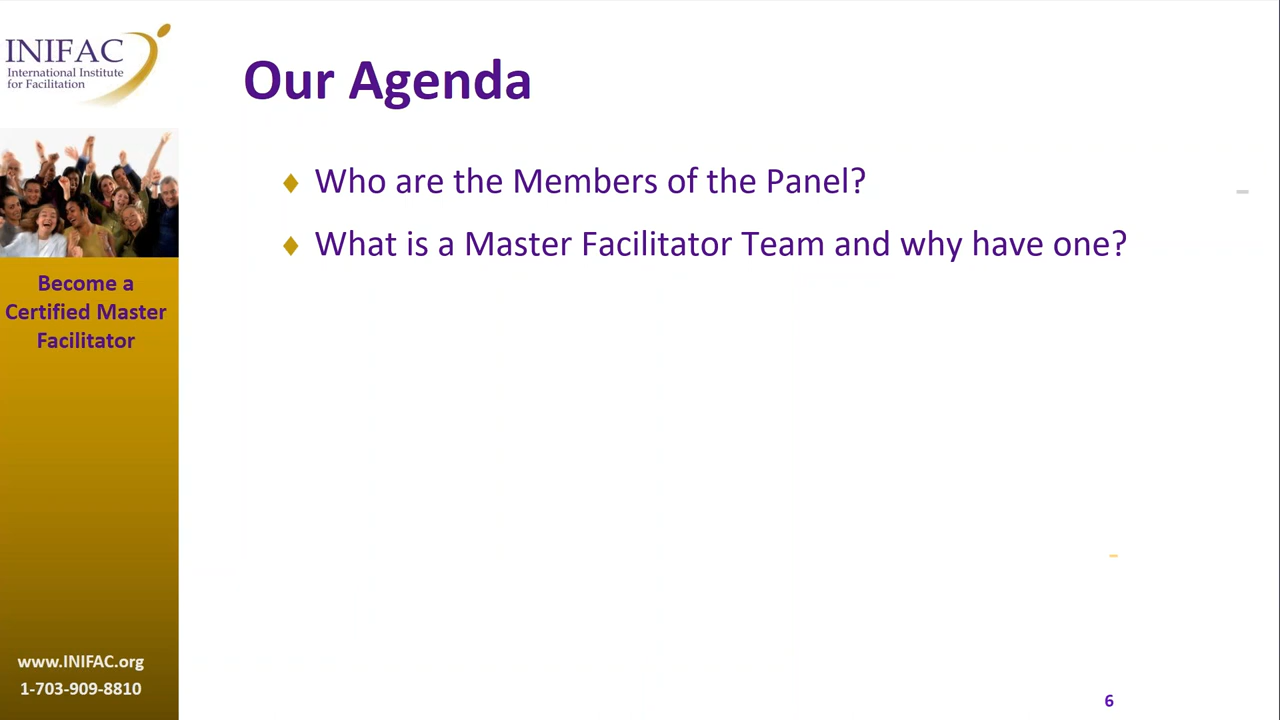 INIFAC
International Institute
for Facilitation
Our Agenda
Who are the Members of the Panel?
What is a Master Facilitator Team and why have one?
Become a
Certified Master
Facilitator
www.INIFAC.org
1-703-909-8810
6